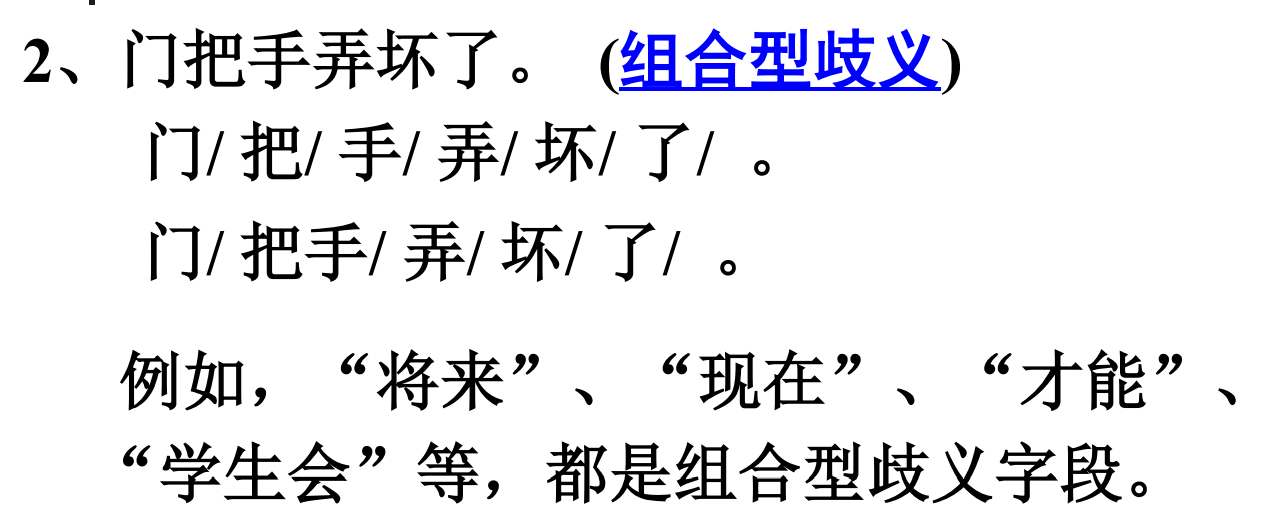 2、门把手弄坏了。 (组合型歧义)
门/ 把/ 手/ 弄/ 坏/ 了/ 。
门/ 把手/ 弄/ 坏/ 了/ 。
例如，“将来”、“现在”、“才能”、
“学生会”等，都是组合型歧义字段。